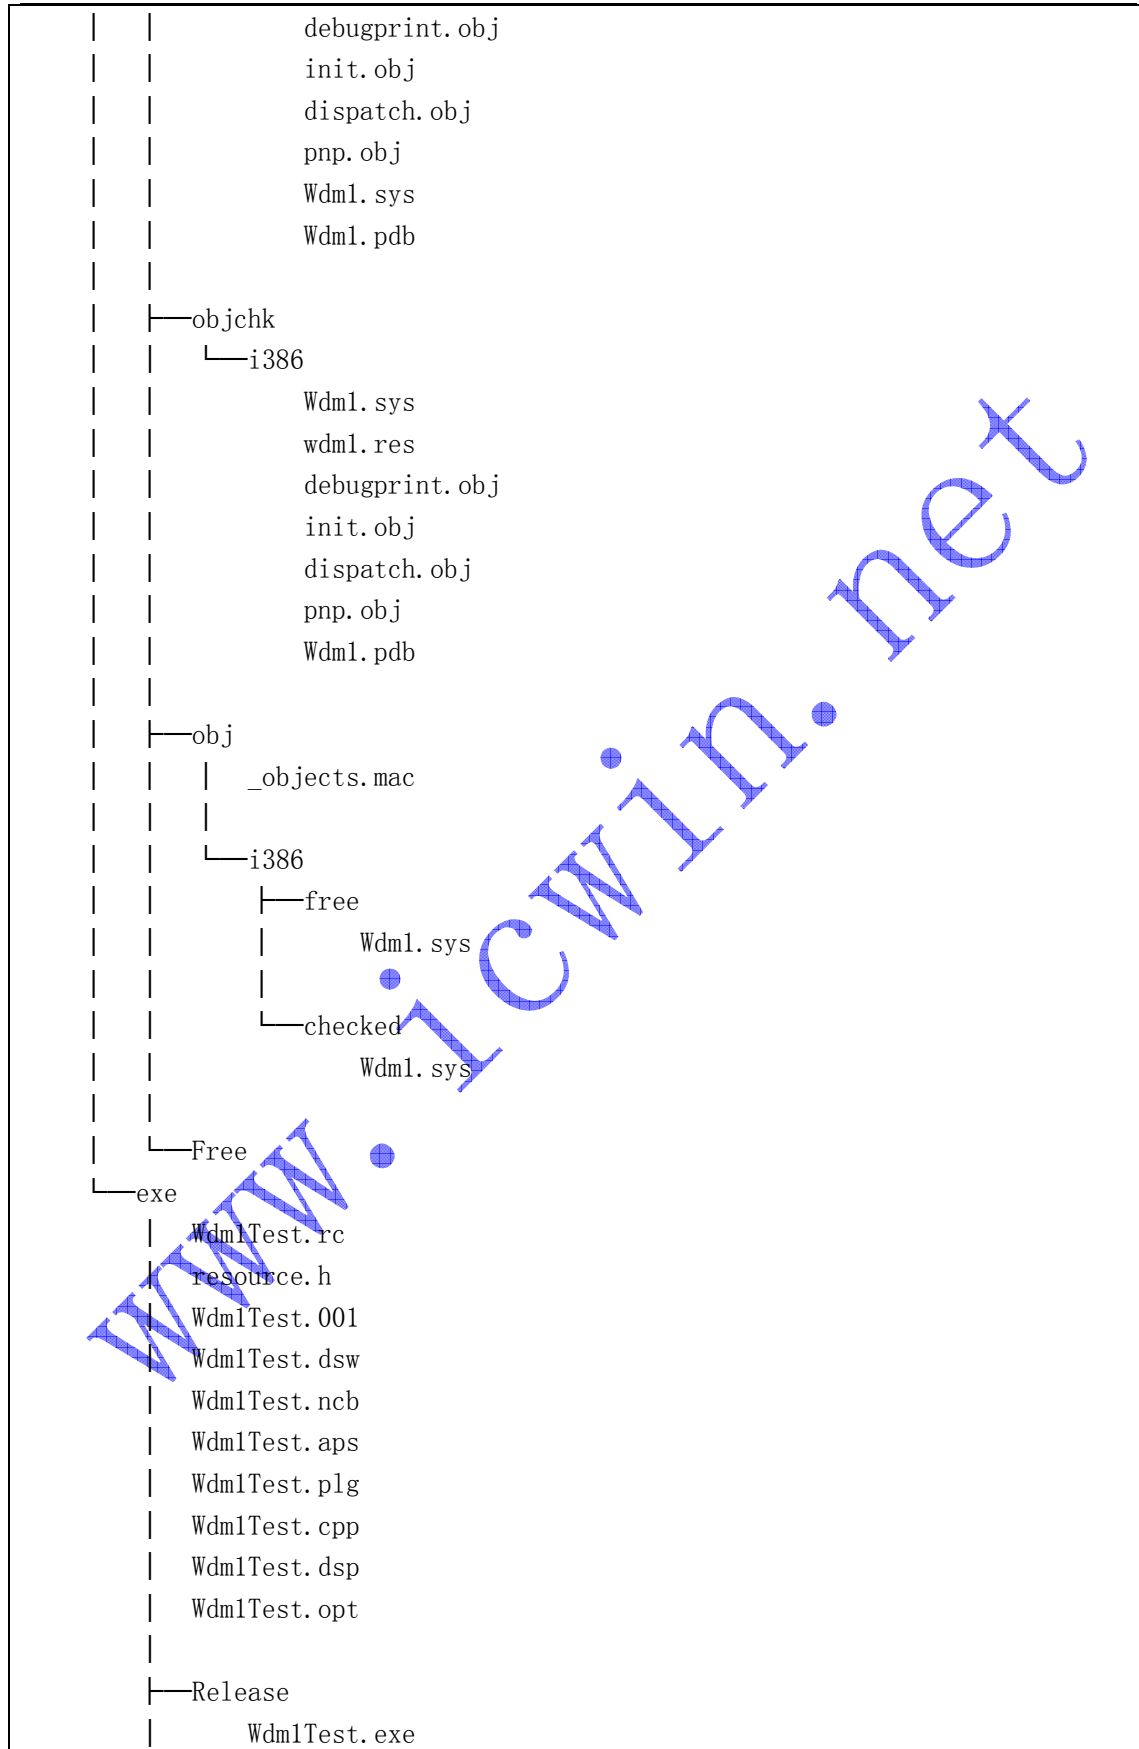 │   │           debugprint.obj
│   │           init.obj
│   │           dispatch.obj
│   │           pnp.obj
│   │           Wdm1.sys
│   │           Wdm1.pdb
│   │
│   ├──objchk
│   │   └──i386
│   │           Wdm1.sys
│   │           wdm1.res
│   │           debugprint.obj
│   │           init.obj
│   │           dispatch.obj
│   │           pnp.obj
│   │           Wdm1.pdb
│   │
│   ├──obj
│   │   │   _objects.mac
│   │   │
│   │   └──i386
│   │       ├──free
│   │       │       Wdm1.sys
│   │       │
│   │       └──checked
│   │               Wdm1.sys
│   │
│   └──Free
└──exe
    │   Wdm1Test.rc
    │   resource.h
    │   Wdm1Test.001
    │   Wdm1Test.dsw
    │   Wdm1Test.ncb
    │   Wdm1Test.aps
    │   Wdm1Test.plg
    │   Wdm1Test.cpp
    │   Wdm1Test.dsp
    │   Wdm1Test.opt
    │
    ├──Release
    │       Wdm1Test.exe
www.icwin.net